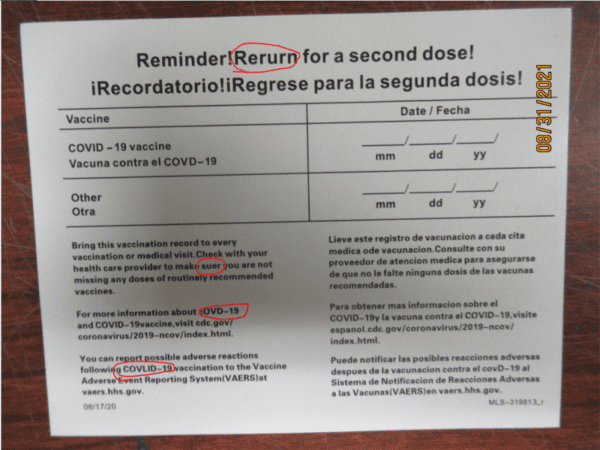 Reminder!Rerurn for a second dose!
¡Recordatorio!¡Regrese para la segunda dosis!
Vaccine
Date / Fecha
COVID-19 vaccine
Vacuna contra el COVD-19
___/___/___
mm dd yy
Other
Otra
___/___/___
mm dd yy
Bring this vaccination record to every
vaccination or medical visit.Check with your
health care provider to make suer you are not
missing any doses of routinely recommended
vaccines.
For more information about COVD-19
and COVID-19vaccine,visit cdc.gov/
coronavirus/2019-ncov/index.html.
You can report possible adverse reactions
following COVLID-19 vaccination to the Vaccine
Adverse Event Reporting System(VAERS)at
vaers.hhs.gov.
08/17/20
Lieve este registro de vacunacion a cada cita
medica ode vacunacion.Consulte con su
proveedor de atencion medica para asegurarse
de que no le falte ninguna dosis de las vacunas
recomendadas.
Para obtener mas informacion sobre el
COVID-19y la vacuna contra el COVID-19,visite
espanol.cdc.gov/coronavirus/2019-ncov/
index.html.
Puede notificar las posibles reacciones adversas
despues de la vacunacion contra el covD-19 al
Sistema de Notificacion de Reacciones Adversas
a las Vacunas(VAERS)en vaers.hhs.gov.
MLS-319813_r
08/31/2021